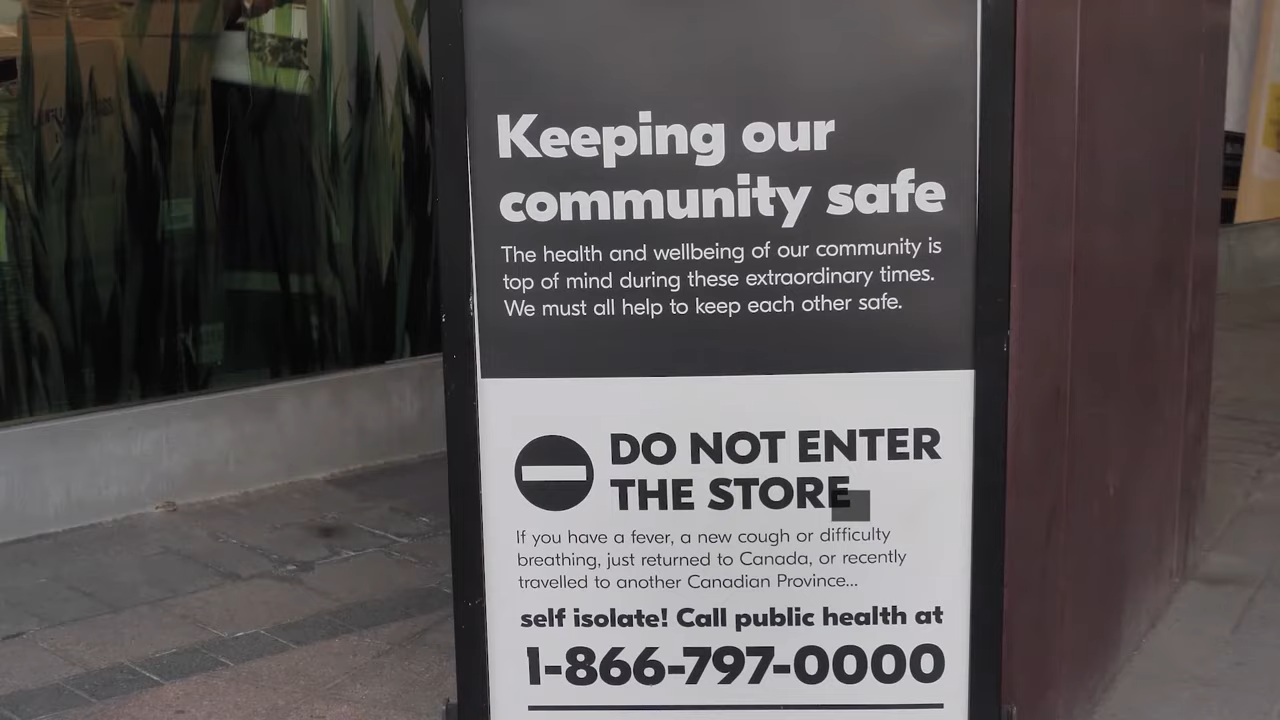 Keeping our
community safe
The health and wellbeing of our community is
top of mind during these extraordinary times.
We must all help to keep each other safe.
DO NOT ENTER
THE STORE
If you have a fever, a new cough or difficulty
breathing, just returned to Canada, or recently
travelled to another Canadian Province...
self isolate! Call public health at
1-866-797-0000